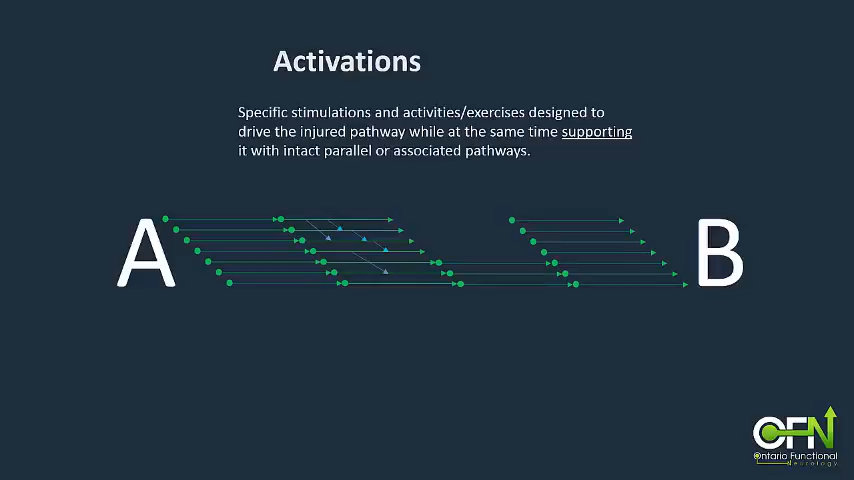 Activations
Specific stimulations and activities/exercises designed to
drive the injured pathway while at the same time supporting
it with intact parallel or associated pathways.
A B
OFN
Ontario Functional
Neurology